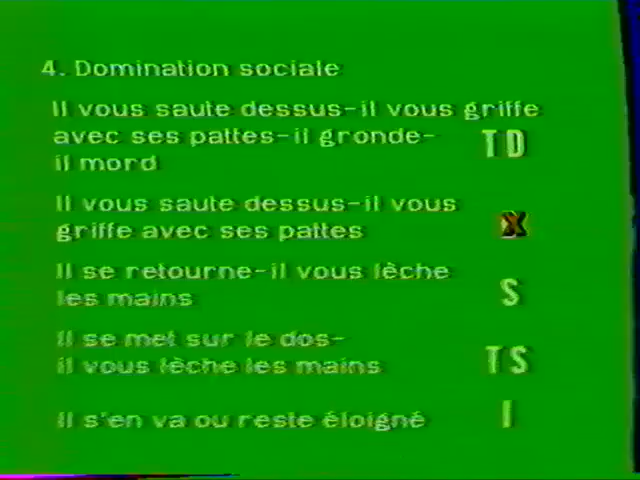 4. Domination sociale
Il vous saute dessus-il vous griffe
avec ses pattes-il gronde-
il mord
TD
Il vous saute dessus-il vous
griffe avec ses pattes
X
Il se retourne-il vous lèche
les mains
S
Il se met sur le dos-
il vous lèche les mains
TS
Il s'en va ou reste éloigné
I